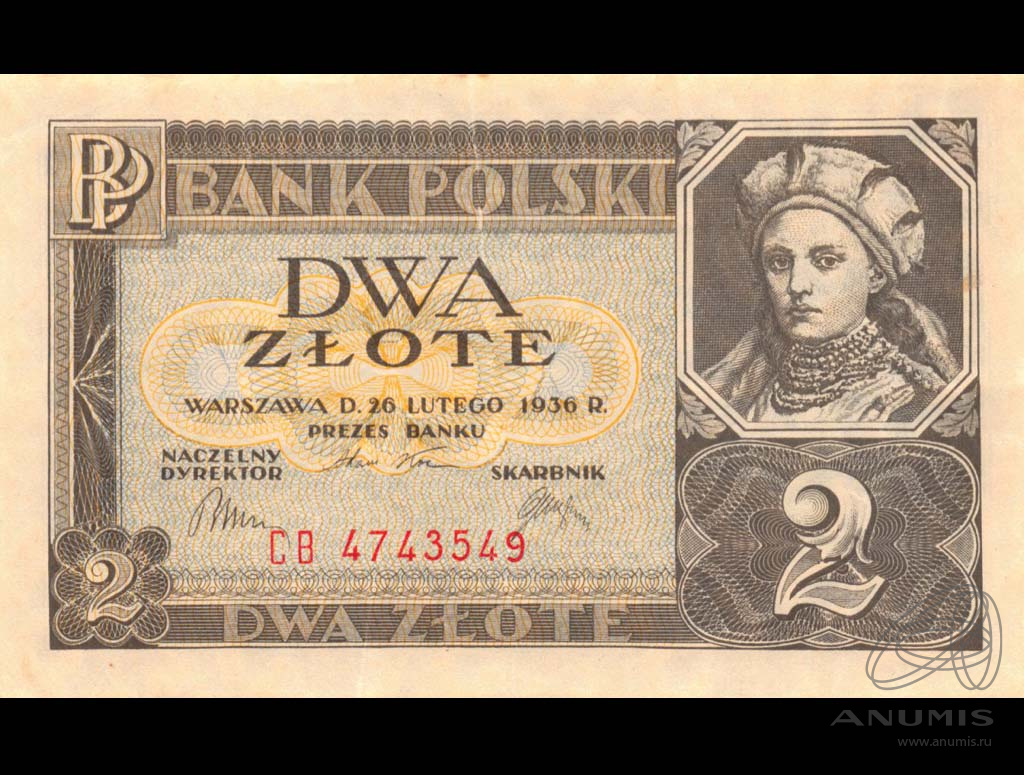 BP
BANK POLSKI
DWA
ZŁOTE
WARSZAWA D. 26 LUTEGO 1936 R.
PREZES BANKU
NACZELNY
DYREKTOR
SKARBNIK
CB 4743549
2
2
DWA ZŁOTE
ANUMIS
www.anumis.ru